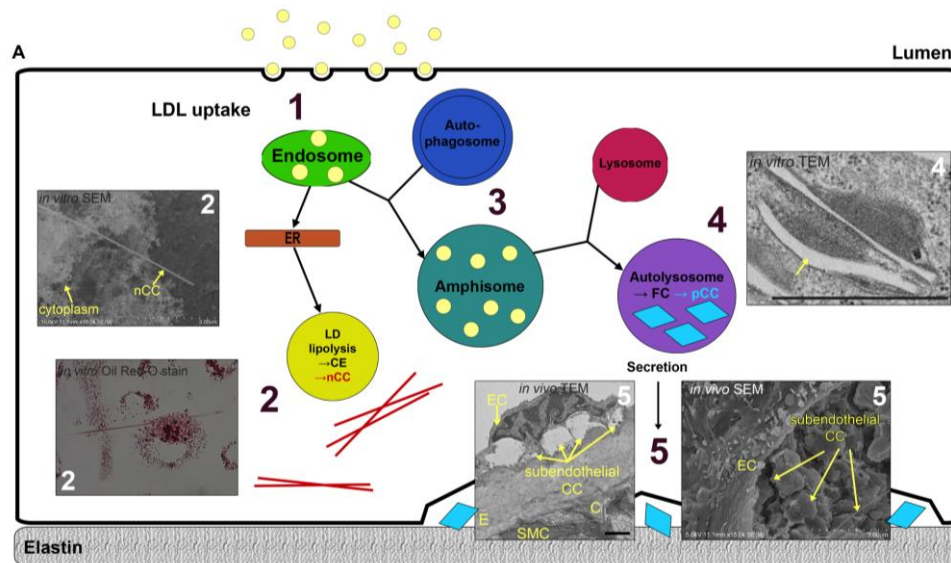 A
Lumen
LDL uptake
1
Endosome
Auto-
phagosome
Lysosome
in vitro SEM
2
nCC
cytoplasm
ER
3
Amphisome
4
Autolysosome
→ FC → pCC
in vitro TEM
4
LD
lipolysis
→CE
→nCC
2
in vitro Oil Red-O stain
2
Secretion
5
in vivo TEM
5
EC
subendothelial
CC
E
C
SMC
in vivo SEM
5
subendothelial
CC
EC
Elastin